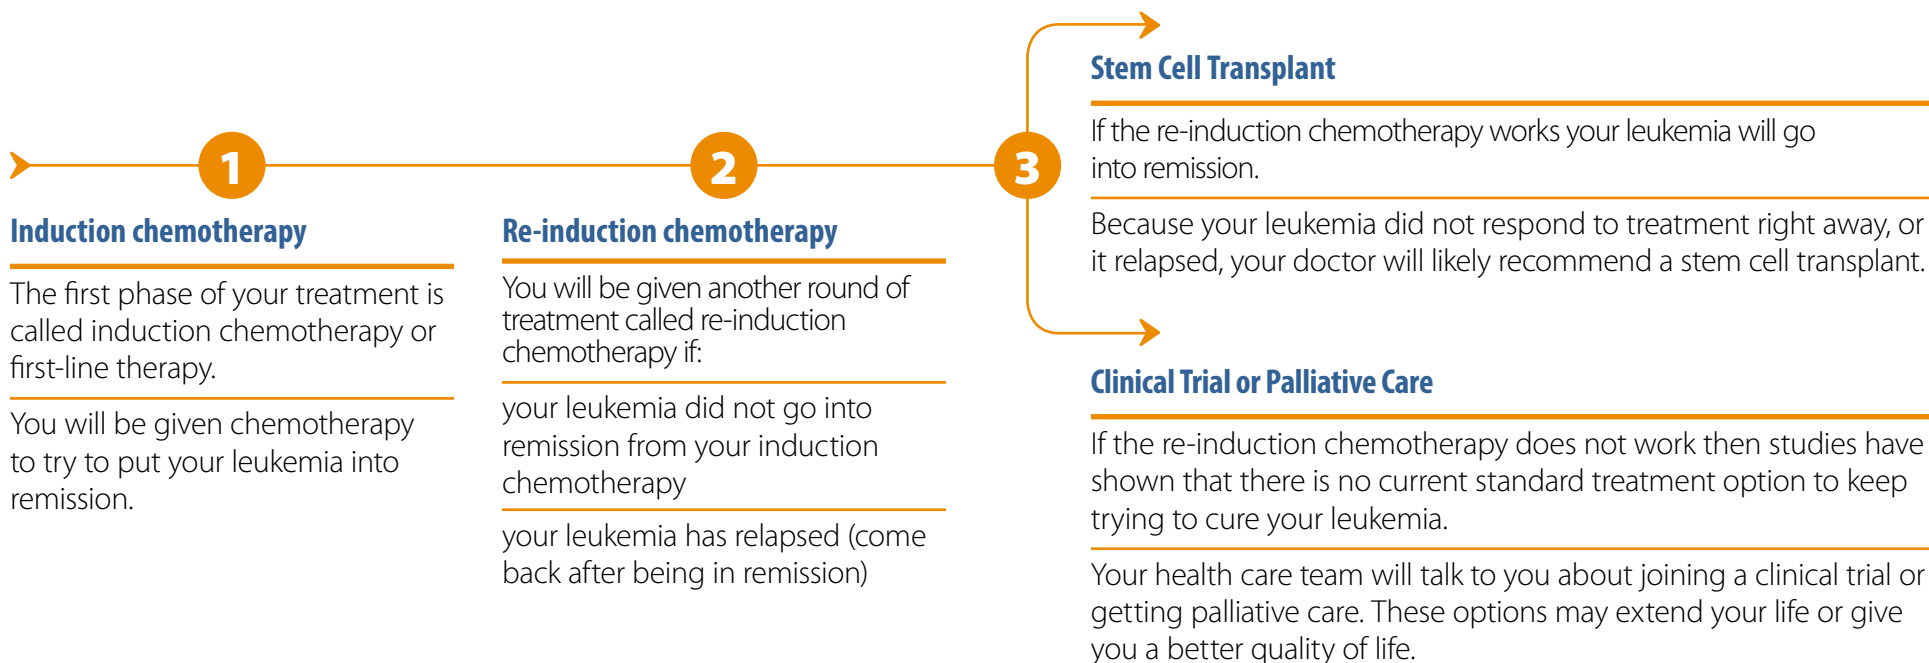 1
Induction chemotherapy
The first phase of your treatment is
called induction chemotherapy or
first-line therapy.
You will be given chemotherapy
to try to put your leukemia into
remission.
2
Re-induction chemotherapy
You will be given another round of
treatment called re-induction
chemotherapy if:
your leukemia did not go into
remission from your induction
chemotherapy
your leukemia has relapsed (come
back after being in remission)
3
Stem Cell Transplant
If the re-induction chemotherapy works your leukemia will go
into remission.
Because your leukemia did not respond to treatment right away, or
it relapsed, your doctor will likely recommend a stem cell transplant.
Clinical Trial or Palliative Care
If the re-induction chemotherapy does not work then studies have
shown that there is no current standard treatment option to keep
trying to cure your leukemia.
Your health care team will talk to you about joining a clinical trial or
getting palliative care. These options may extend your life or give
you a better quality of life.